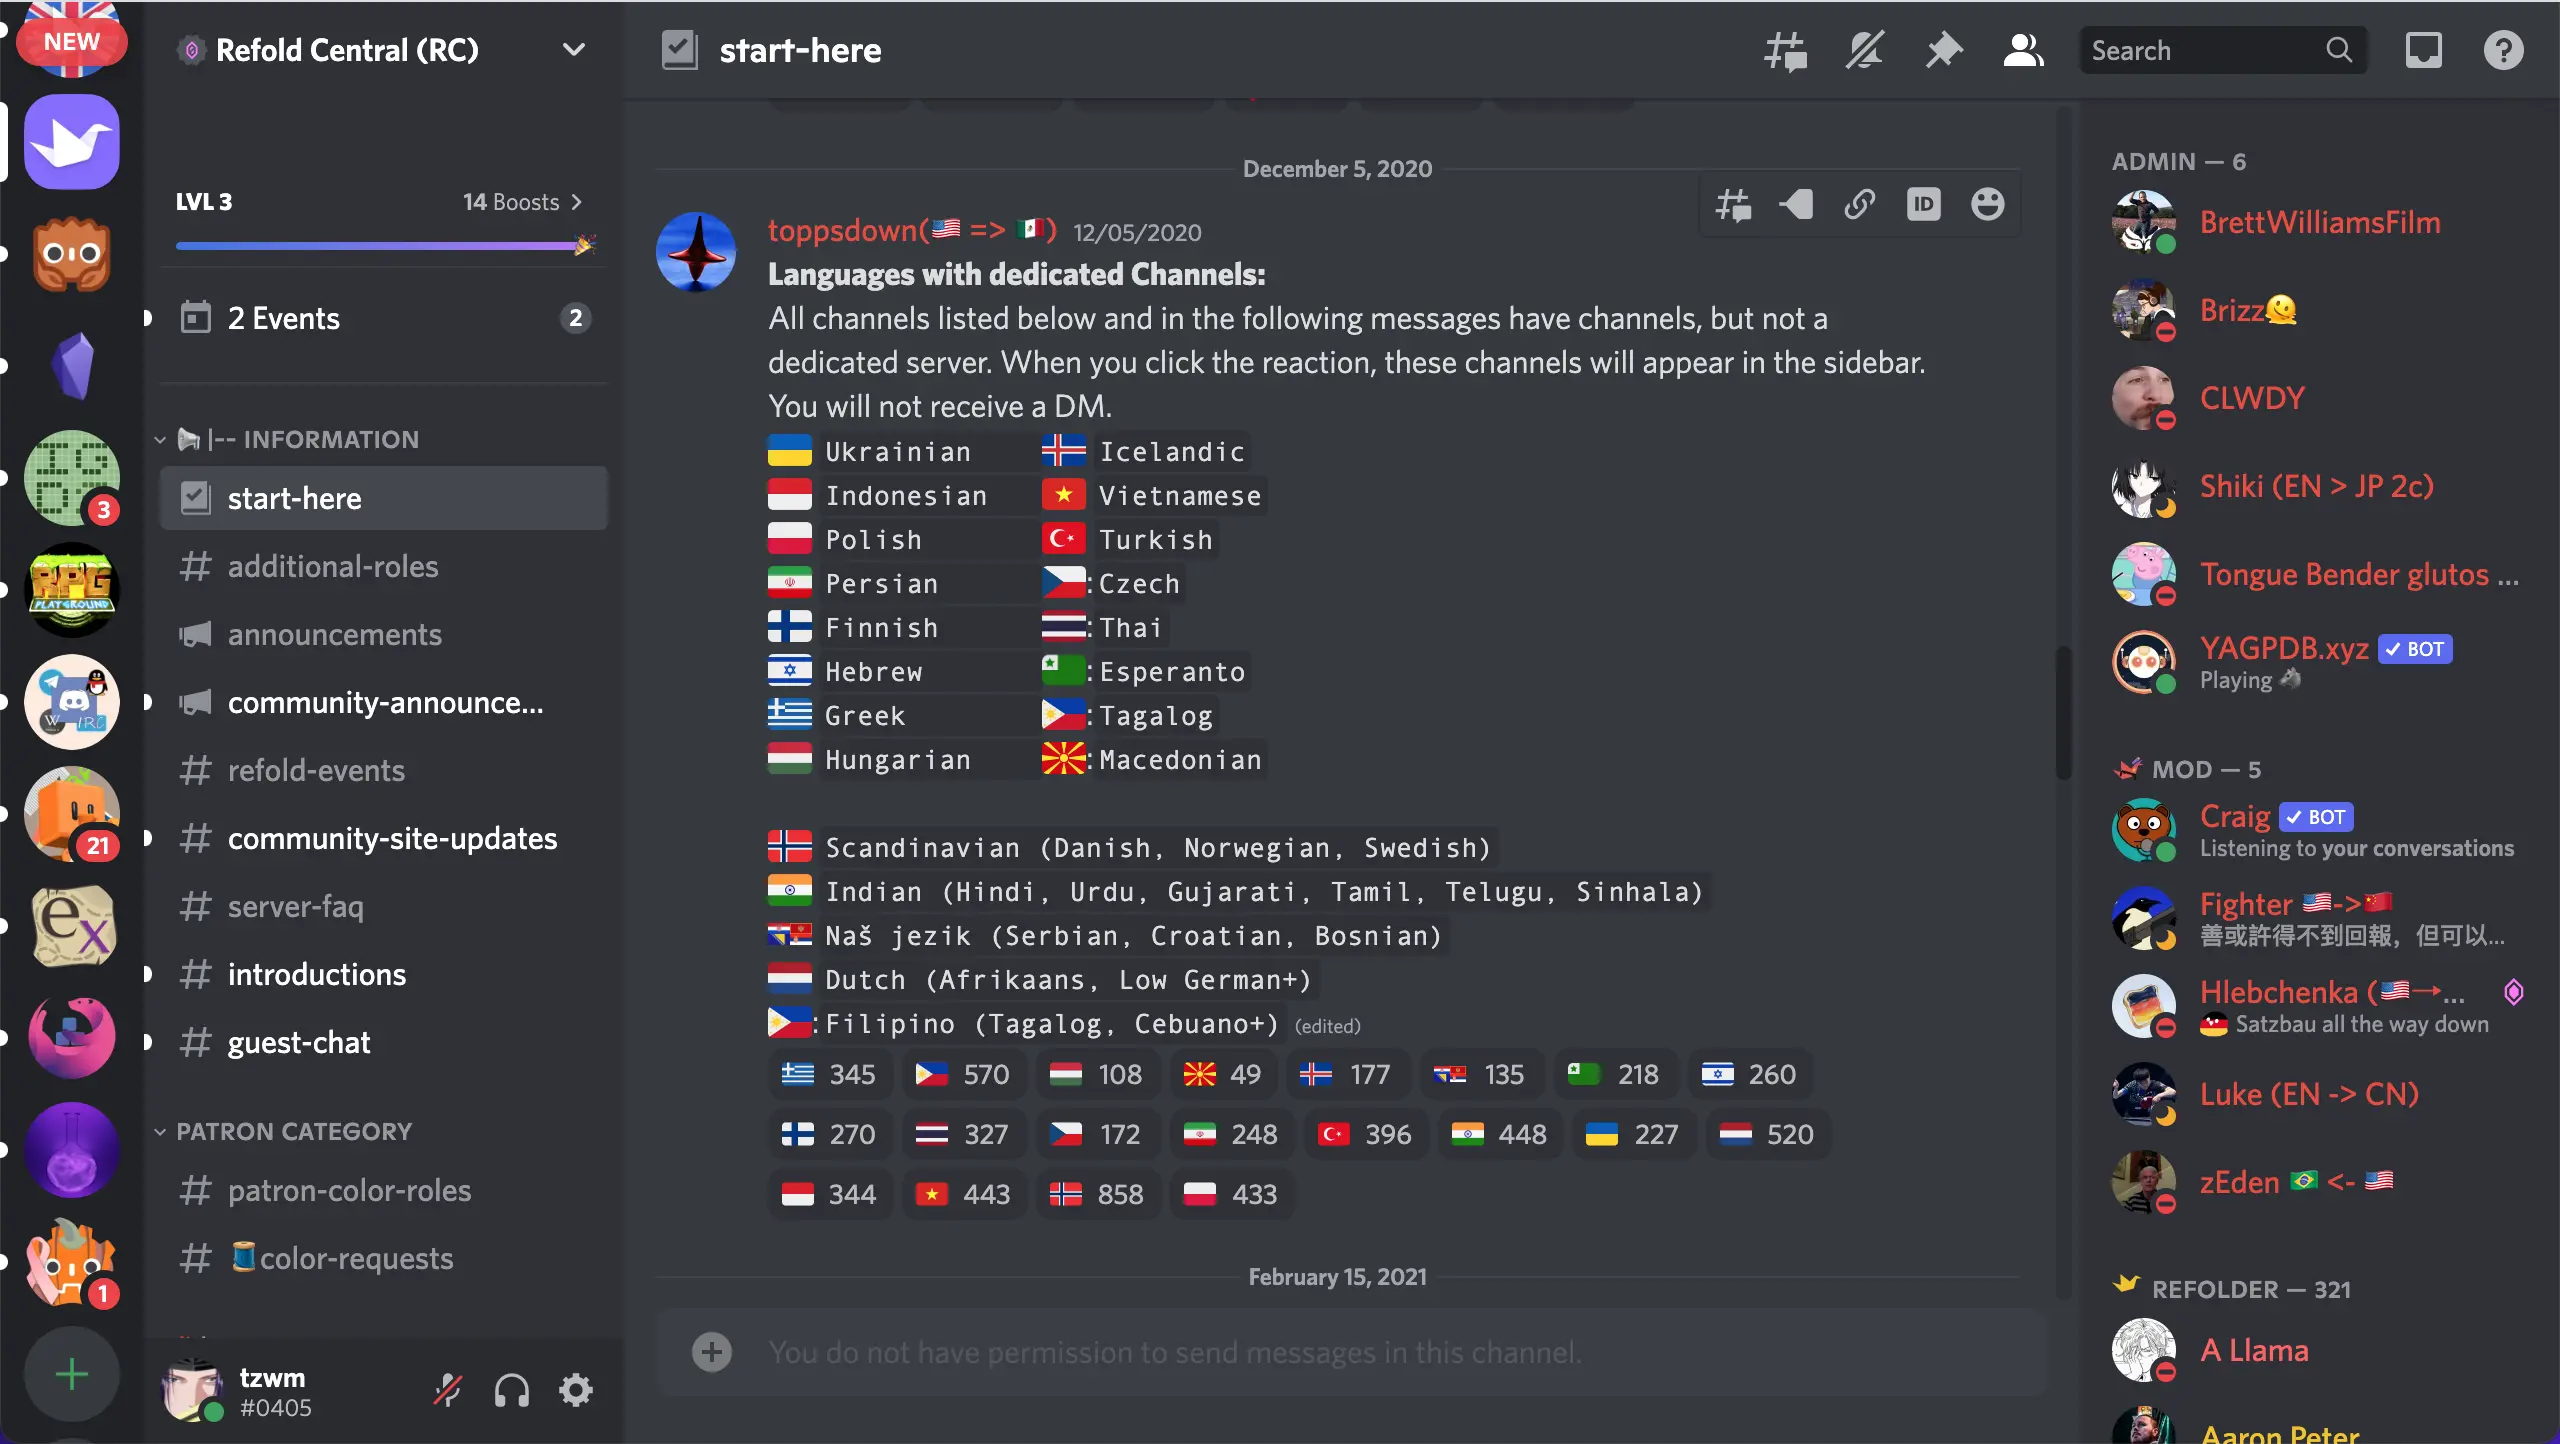 NEW
Refold Central (RC)
LVL 3
14 Boosts
2 Events
2
|-- INFORMATION
start-here
additional-roles
announcements
community-announce...
refold-events
community-site-updates
server-faq
introductions
guest-chat
PATRON CATEGORY
patron-color-roles
color-requests
tzwm
#0405
3
RPG
PLAYGROUND
W
IRC
21
ex
1
start-here
Search
December 5, 2020
toppsdown( => ) 12/05/2020
ID
Languages with dedicated Channels:
All channels listed below and in the following messages have channels, but not a
dedicated server. When you click the reaction, these channels will appear in the sidebar.
You will not receive a DM.
Ukrainian Icelandic
Indonesian Vietnamese
Polish Turkish
Persian :Czech
Finnish :Thai
Hebrew :Esperanto
Greek :Tagalog
Hungarian :Macedonian
Scandinavian (Danish, Norwegian, Swedish)
Indian (Hindi, Urdu, Gujarati, Tamil, Telugu, Sinhala)
Naš jezik (Serbian, Croatian, Bosnian)
Dutch (Afrikaans, Low German+)
:Filipino (Tagalog, Cebuano+) (edited)
345 570 108 49 177 135 218 260
270 327 172 248 396 448 227 520
344 443 858 433
February 15, 2021
You do not have permission to send messages in this channel.
ADMIN — 6
BrettWilliamsFilm
Brizz
CLWDY
Shiki (EN > JP 2c)
Tongue Bender glutos ...
YAGPDB.xyz BOT
Playing
MOD — 5
Craig BOT
Listening to your conversations
Fighter ->
善或許得不到回報，但可以...
Hlebchenka (→...
Satzbau all the way down
Luke (EN -> CN)
zEden <-
REFOLDER — 321
A Llama
Aaron Peter